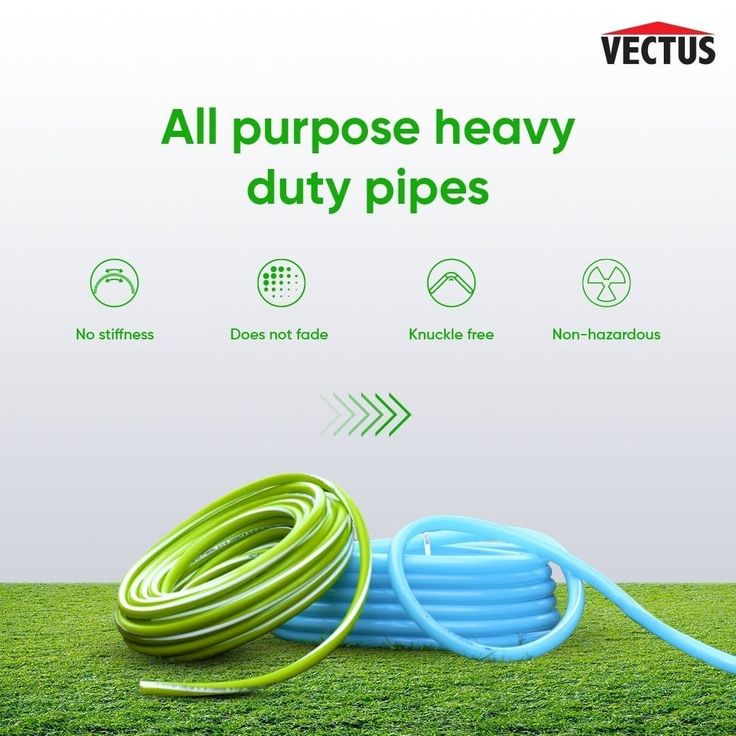 VECTUS
All purpose heavy
duty pipes
No stiffness
Does not fade
Knuckle free
Non-hazardous